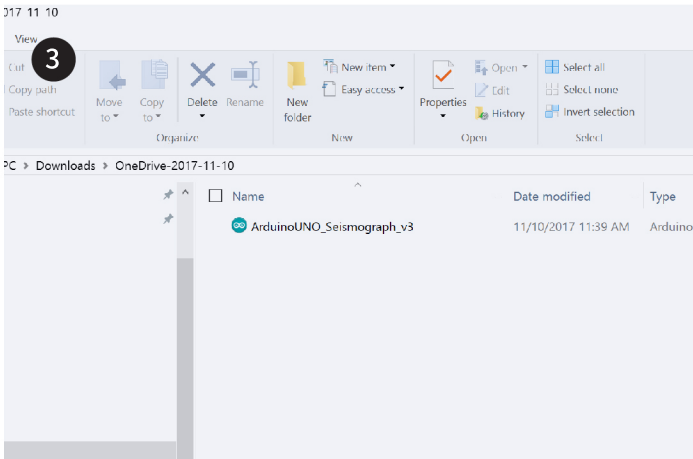 017-11-10
View
3
Cut
Copy path
Paste shortcut
Move to
Copy to
Delete
Rename
New folder
New item
Easy access
Properties
Open
Edit
History
Select all
Select none
Invert selection
Organize
New
Open
Select
PC > Downloads > OneDrive-2017-11-10
Name
Date modified
Type
ArduinoUNO_Seismograph_v3
11/10/2017 11:39 AM
Arduino